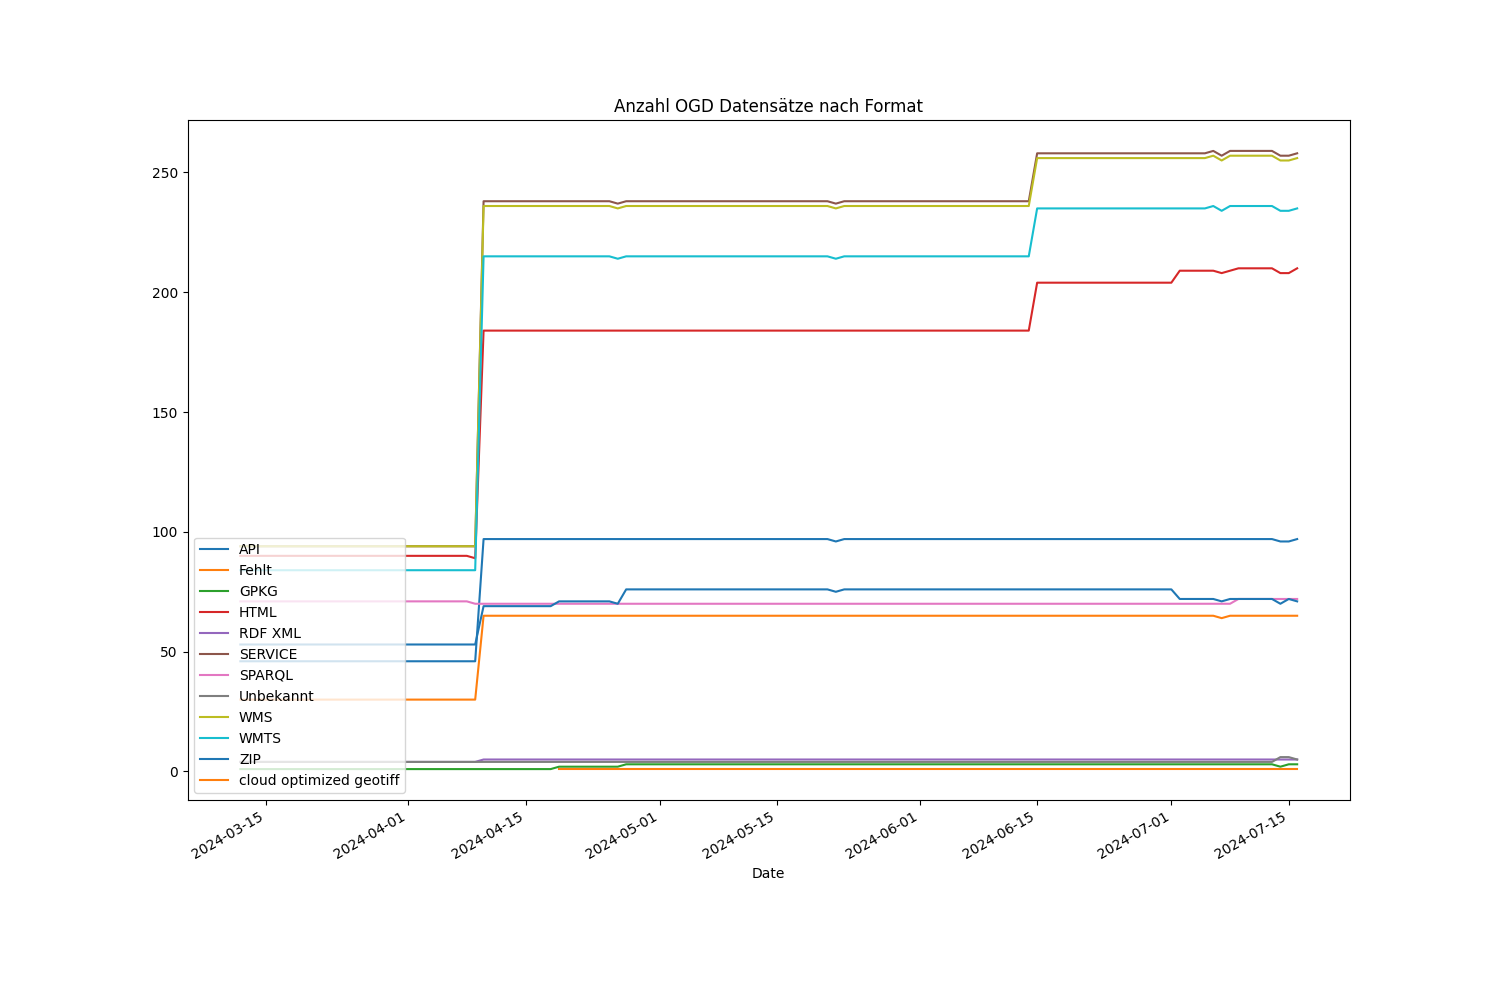 Anzahl OGD Datensätze nach Format
250
200
150
100
50
0
API
Fehlt
GPKG
HTML
RDF XML
SERVICE
SPARQL
Unbekannt
WMS
WMTS
ZIP
cloud optimized geotiff
2024-03-15
2024-04-01
2024-04-15
2024-05-01
2024-05-15
2024-06-01
2024-06-15
2024-07-01
2024-07-15
Date